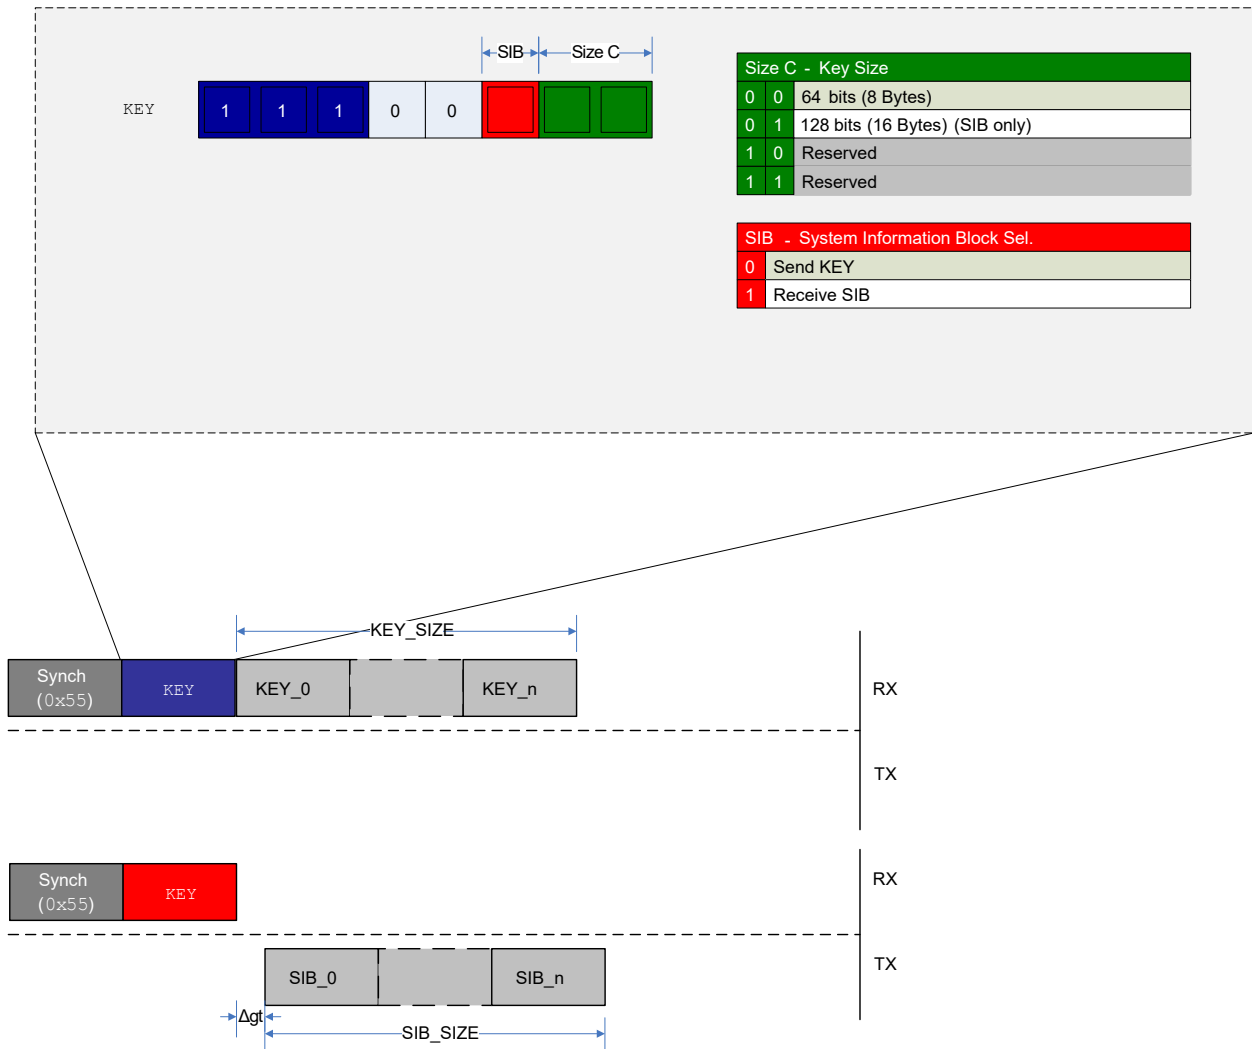 SIB
Size C
KEY
1 1 1 0 0
Size C - Key Size
0 0 64 bits (8 Bytes)
0 1 128 bits (16 Bytes) (SIB only)
1 0 Reserved
1 1 Reserved
SIB - System Information Block Sel.
0 Send KEY
1 Receive SIB
KEY_SIZE
Synch
(0x55)
KEY
KEY_0
KEY_n
RX
TX
Synch
(0x55)
KEY
RX
SIB_0
SIB_n
TX
Δgt
SIB_SIZE